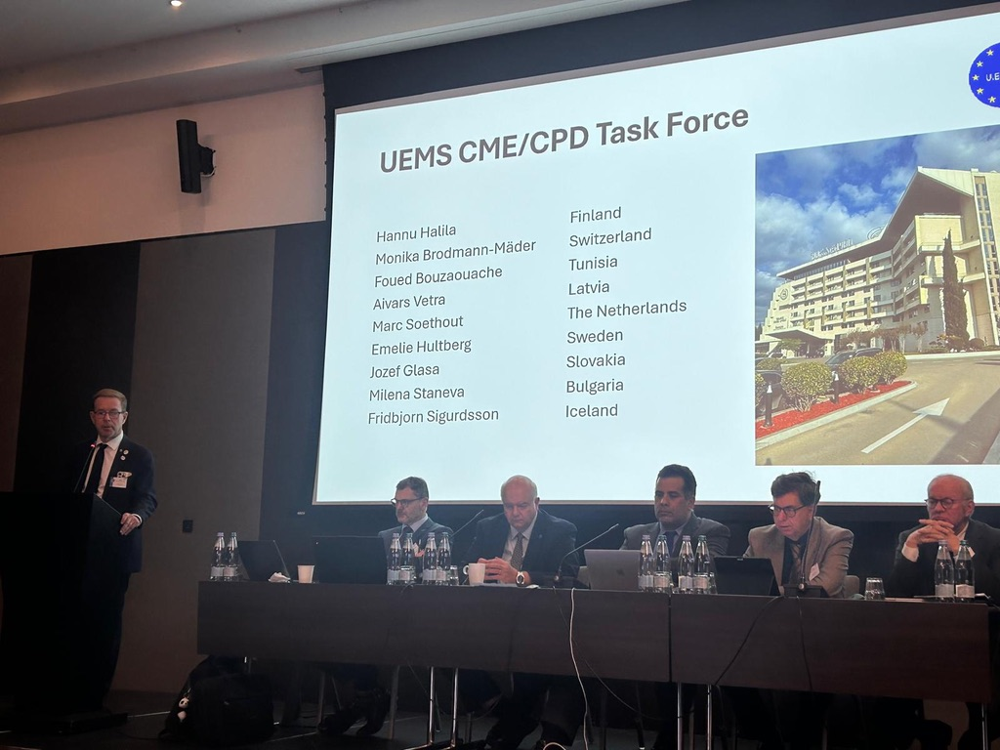 UEMS CME/CPD Task Force
Hannu Halila Finland
Monika Brodmann-Mäder Switzerland
Foued Bouzaouache Tunisia
Aivars Vetra Latvia
Marc Soethout The Netherlands
Emelie Hultberg Sweden
Jozef Glasa Slovakia
Milena Staneva Bulgaria
Fridbjorn Sigurdsson Iceland